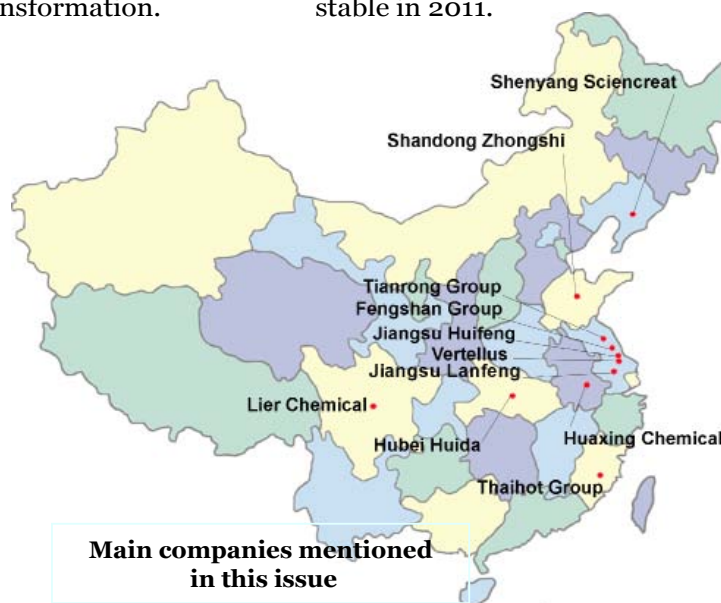 nsformation.
stable in 2011.
Shenyang Sciencreat
Shandong Zhongshi
Tianrong Group
Fengshan Group
Jiangsu Huifeng
Vertellus
Jiangsu Lanfeng
Lier Chemical
Hubei Huida
Huaxing Chemical
Thaihot Group
Main companies mentioned
in this issue